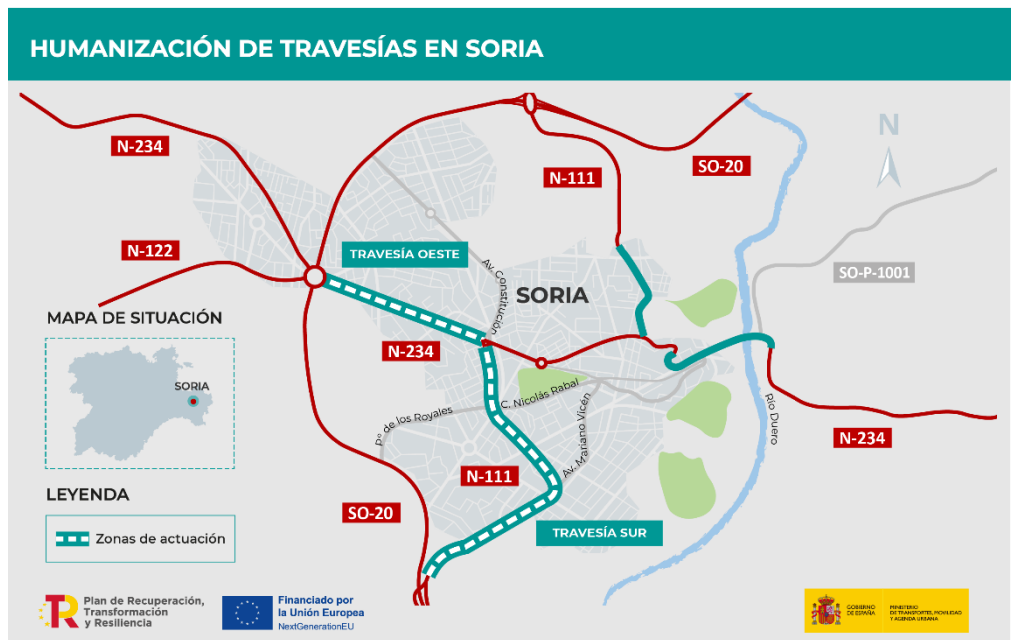 HUMANIZACIÓN DE TRAVESÍAS EN SORIA
N-234
N-111
SO-20
N
N-122
TRAVESÍA OESTE
Av. Constitución
SO-P-1001
SORIA
MAPA DE SITUACIÓN
N-234
SORIA
C. Nicolás Rabal
Pº de los Royales
Av. Mariano Vicén
Río Duero
N-234
N-111
LEYENDA
SO-20
TRAVESÍA SUR
Zonas de actuación
TR
Plan de Recuperación,
Transformación
y Resiliencia
Financiado por
la Unión Europea
NextGenerationEU
GOBIERNO
DE ESPAÑA
MINISTERIO
DE TRANSPORTES, MOVILIDAD
Y AGENDA URBANA